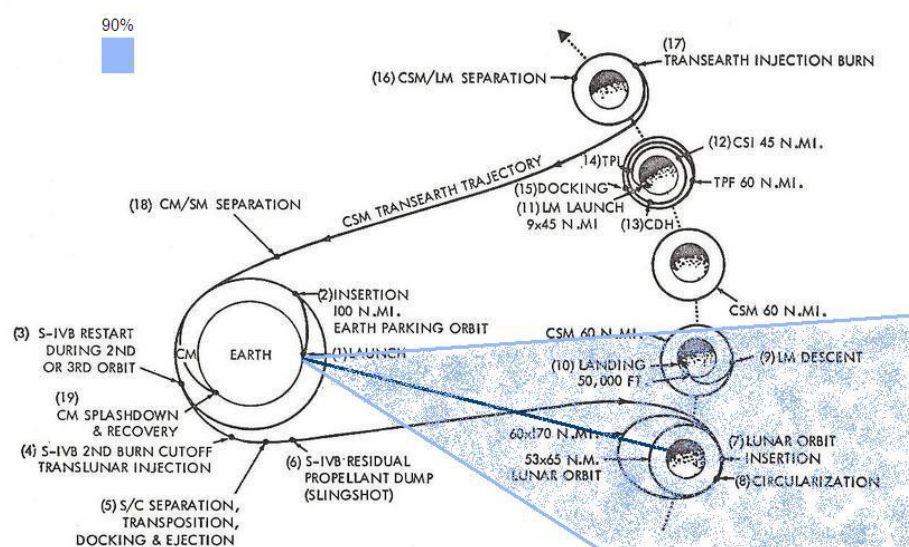 90%
(17)
TRANSEARTH INJECTION BURN
(16) CSM/LM SEPARATION
(12) CSI 45 N.MI.
14) TPI
TPF 60 N.MI.
(15) DOCKING
(11) LM LAUNCH
9x45 N.MI
(13) CDH
CSM TRANSEARTH TRAJECTORY
(18) CM/SM SEPARATION
CSM 60 N.MI.
(2) INSERTION
100 N.MI.
EARTH PARKING ORBIT
(1) LAUNCH
EARTH
CM
(3) S-IVB RESTART
DURING 2ND
OR 3RD ORBIT
CSM 60 N.MI.
(10) LANDING
50,000 FT.
(9) LM DESCENT
(19)
CM SPLASHDOWN
& RECOVERY
(4) S-IVB 2ND BURN CUTOFF
TRANSLUNAR INJECTION
(5) S/C SEPARATION,
TRANSPOSITION,
DOCKING & EJECTION
(6) S-IVB RESIDUAL
PROPELLANT DUMP
(SLINGSHOT)
60x170 N.MI.
53x65 N.M.
LUNAR ORBIT
(7) LUNAR ORBIT
INSERTION
(8) CIRCULARIZATION